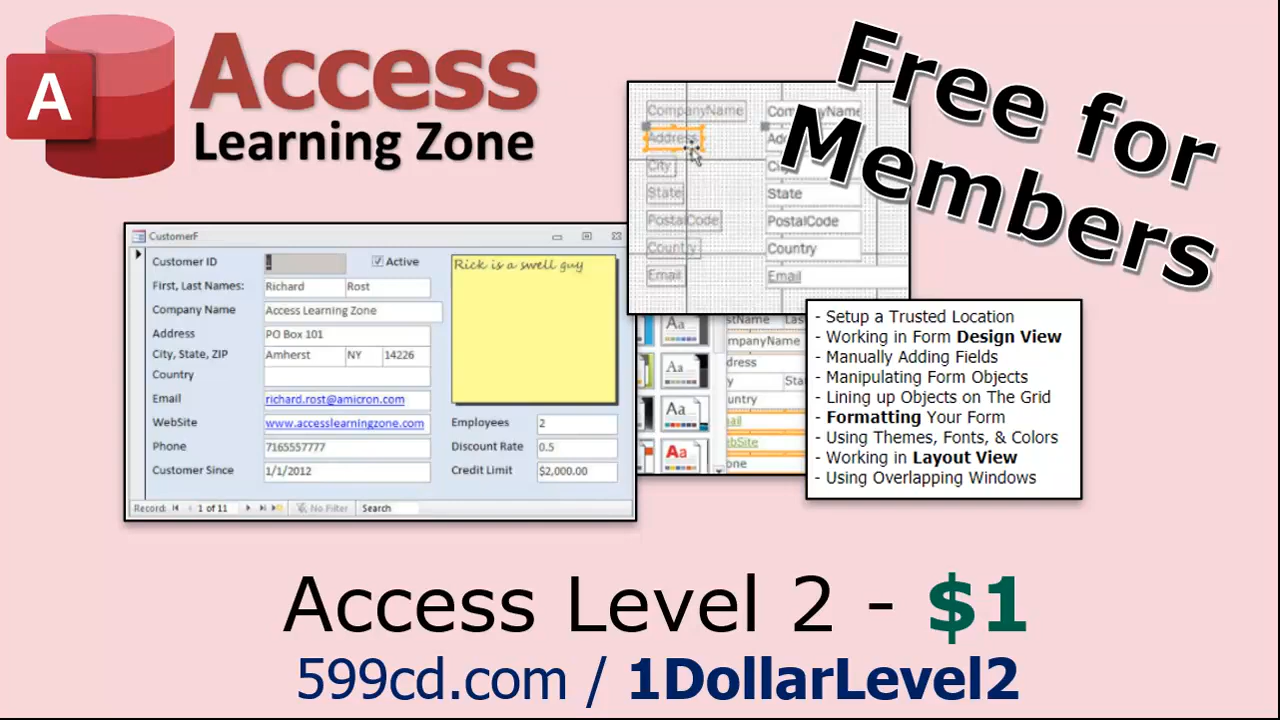 A
Access
Learning Zone
Free for
Members
CompanyName CompanyName
Address
City
State State
PostalCode PostalCode
Country Country
Email Email
CustomerF
Customer ID Active
First, Last Names: Richard Rost
Company Name Access Learning Zone
Address PO Box 101
City, State, ZIP Amherst NY 14226
Country
Email richard.rost@amicron.com
WebSite www.accesslearningzone.com
Phone 7165557777
Customer Since 1/1/2012
Rick is a swell guy
Employees 2
Discount Rate 0.5
Credit Limit $2,000.00
Record: 1 of 11 No Filter Search
Aa
Aa
Aa
Aa
- Setup a Trusted Location
- Working in Form Design View
- Manually Adding Fields
- Manipulating Form Objects
- Lining up Objects on The Grid
- Formatting Your Form
- Using Themes, Fonts, & Colors
- Working in Layout View
- Using Overlapping Windows
Access Level 2 - $1
599cd.com / 1DollarLevel2